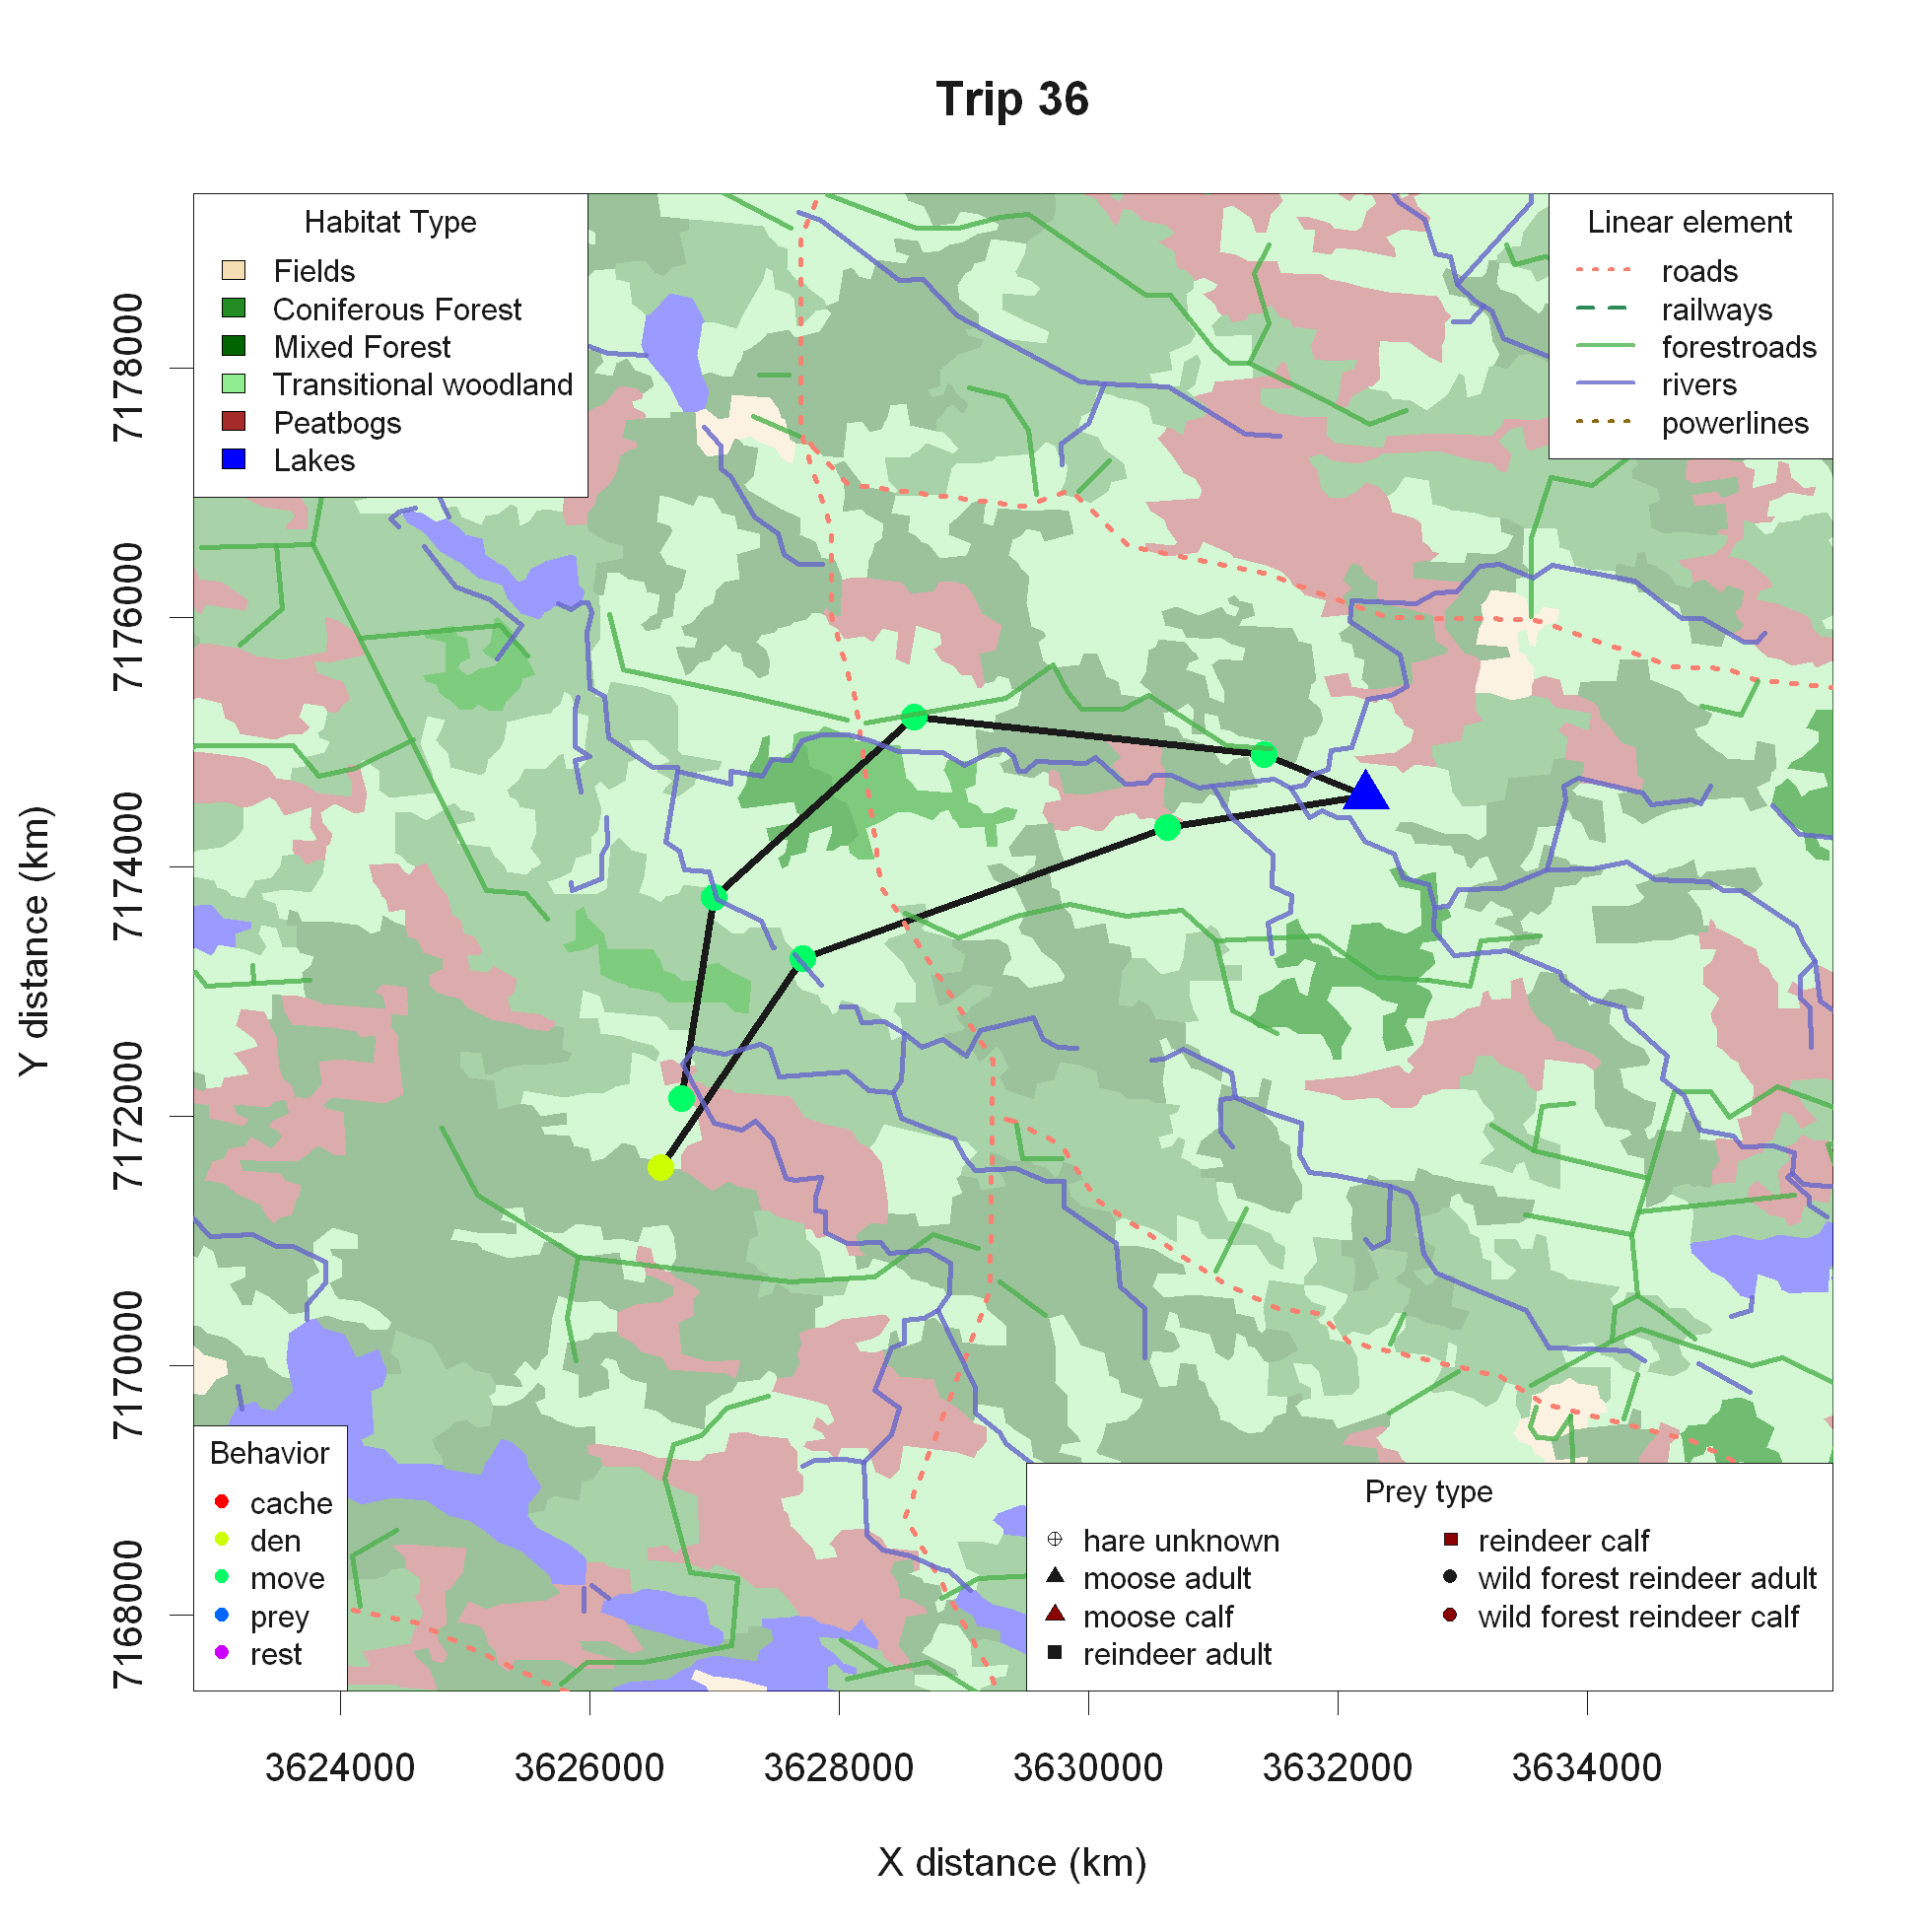 Trip 36
Habitat Type
Fields
Coniferous Forest
Mixed Forest
Transitional woodland
Peatbogs
Lakes
Linear element
roads
railways
forestroads
rivers
powerlines
Y distance (km)
7178000
7176000
7174000
7172000
7170000
7168000
Behavior
cache
den
move
prey
rest
Prey type
hare unknown
moose adult
moose calf
reindeer adult
reindeer calf
wild forest reindeer adult
wild forest reindeer calf
3624000 3626000 3628000 3630000 3632000 3634000
X distance (km)